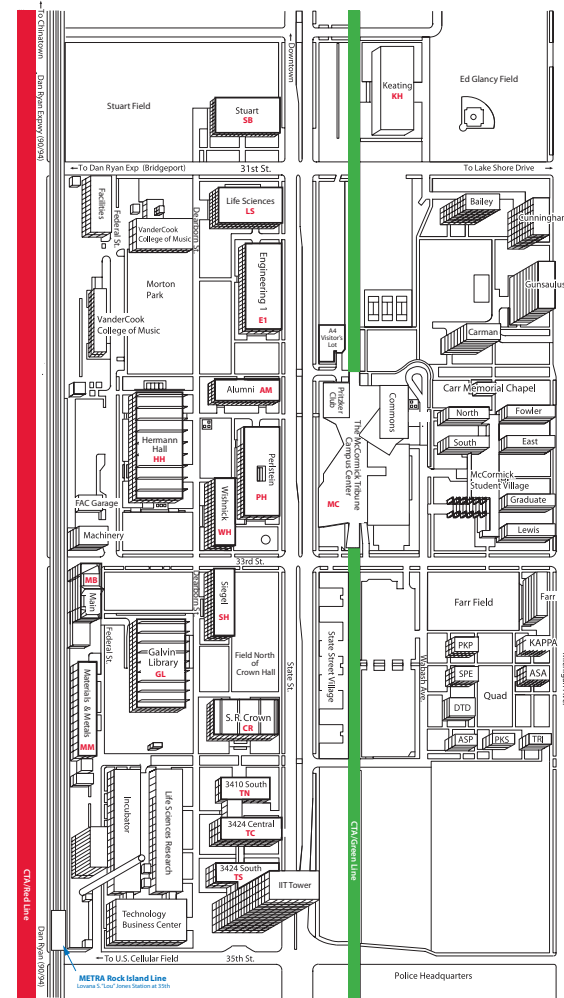 ←To Chinatown
Dan Ryan Expwy (90/94)
Downtown
Stuart Field
Stuart
SB
Keating
KH
Ed Glancy Field
←To Dan Ryan Exp (Bridgeport)
31st St.
To Lake Shore Drive →
Facilities
Federal St.
VanderCook
College of Music
Dearborn St.
Life Sciences
LS
Bailey
Cunningham
Morton
Park
Engineering 1
E1
Gunsaulus
VanderCook
College of Music
A4
Visitor's
Lot
Carman
Alumni AM
Pritzker
Club
Commons
Carr Memorial Chapel
North
Fowler
Hermann
Hall
HH
Perlstein
PH
The McCormick Tribune
Campus Center
MC
South
East
McCormick
Student Village
Wishnick
WH
FAC Garage
Graduate
Machinery
Lewis
33rd St.
MB
Main
Dearborn St.
Siegel
SH
Farr Field
Farr
Federal St.
Galvin
Library
GL
Field North
of
Crown Hall
State St.
State Street Village
Wabash Ave.
PKP
KAPPA
SPE
ASA
Quad
DTD
Materials & Metals
MM
S. R. Crown
CR
ASP
PKS
TRI
3410 South
TN
Incubator
Life Sciences Research
3424 Central
TC
CTA/Green Line
3424 South
TS
IIT Tower
CTA/Red Line
Technology
Business Center
Dan Ryan (90/94)
←To U.S. Cellular Field
35th St.
METRA Rock Island Line
Lovana S. "Lou" Jones Station at 35th
Police Headquarters